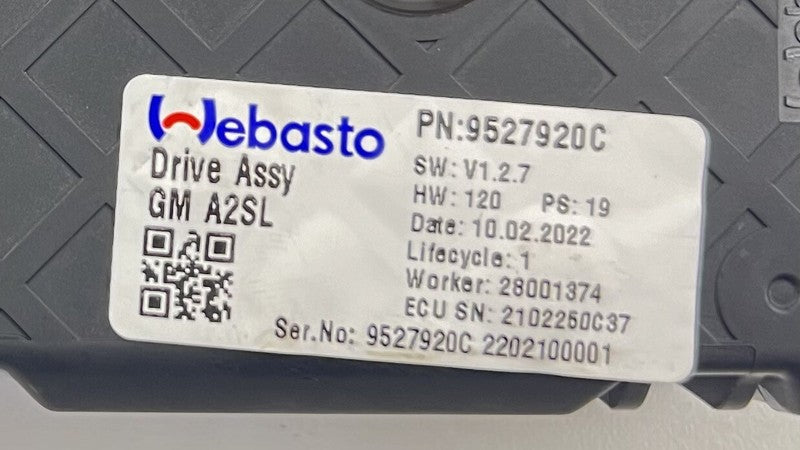 Webasto
Drive Assy
GM A2SL
PN:9527920C
SW: V1.2.7
HW: 120 PS: 19
Date: 10.02.2022
Lifecycle: 1
Worker: 28001374
ECU SN: 2102260C37
Ser.No: 9527920C 2202100001